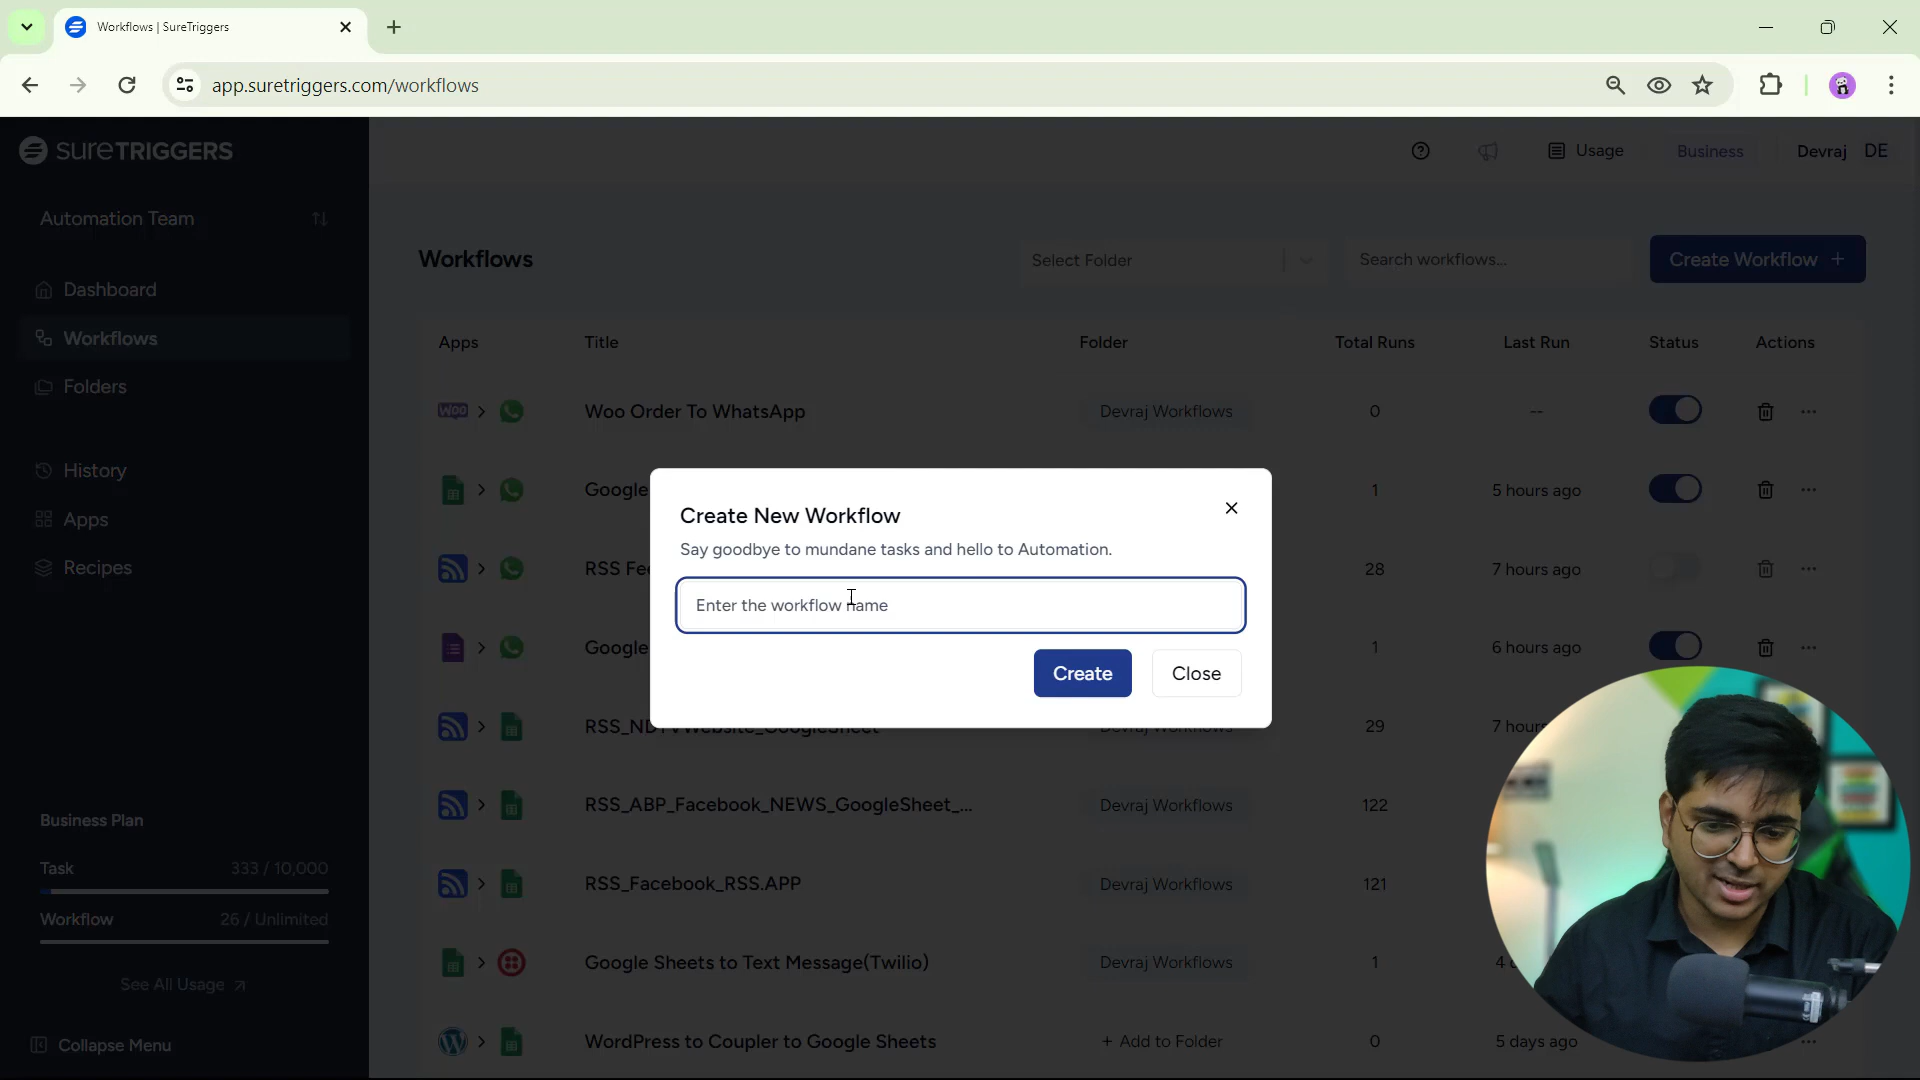 Workflows | SureTriggers
app.suretriggers.com/workflows
SURETRIGGERS
Usage
Business
Devraj DE
Automation Team
Dashboard
Workflows
Folders
History
Apps
Recipes
Business Plan
Task 333 / 10,000
Workflow 26 / Unlimited
See All Usage
Collapse Menu
Workflows
Select Folder
Search workflows...
Create Workflow +
Apps Title Folder Total Runs Last Run Status Actions
Woo Woo Order To WhatsApp Devraj Workflows 0 --
Google 1 5 hours ago
RSS 28 7 hours ago
Google 1 6 hours ago
29 7
RSS_ABP_Facebook_NEWS_GoogleSheet_... Devraj Workflows 122
RSS_Facebook_RSS.APP Devraj Workflows 121
Google Sheets to Text Message(Twilio) Devraj Workflows 1 4
WordPress to Coupler to Google Sheets + Add to Folder 0 5 days ago
Create New Workflow
Say goodbye to mundane tasks and hello to Automation.
Enter the workflow name
Create
Close